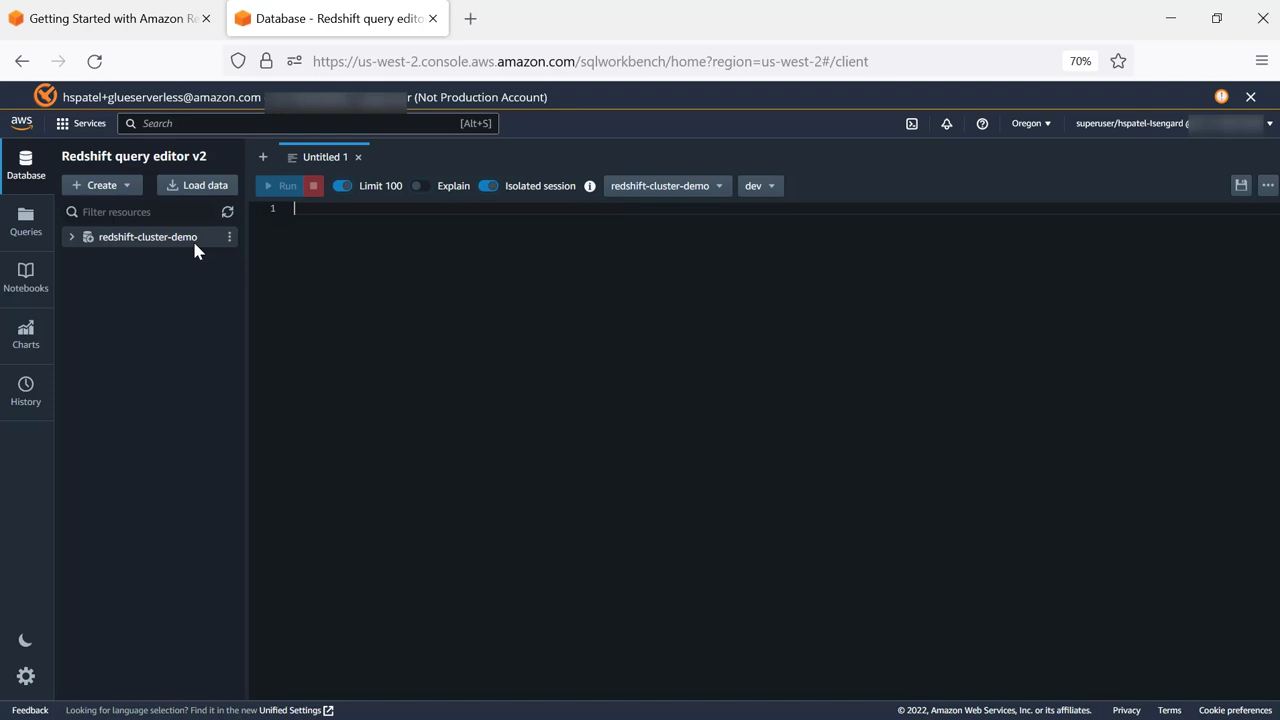 Getting Started with Amazon Re
Database - Redshift query edito
https://us-west-2.console.aws.amazon.com/sqlworkbench/home?region=us-west-2#/client
70%
hspatel+glueserverless@amazon.com
r (Not Production Account)
aws
Services
Search
[Alt+S]
Oregon
superuser/hspatel-Isengard @
Database
Redshift query editor v2
Untitled 1
Create
Load data
Run
Limit 100
Explain
Isolated session
redshift-cluster-demo
dev
Filter resources
1
Queries
redshift-cluster-demo
Notebooks
Charts
History
Feedback
Looking for language selection? Find it in the new Unified Settings
© 2022, Amazon Web Services, Inc. or its affiliates.
Privacy
Terms
Cookie preferences